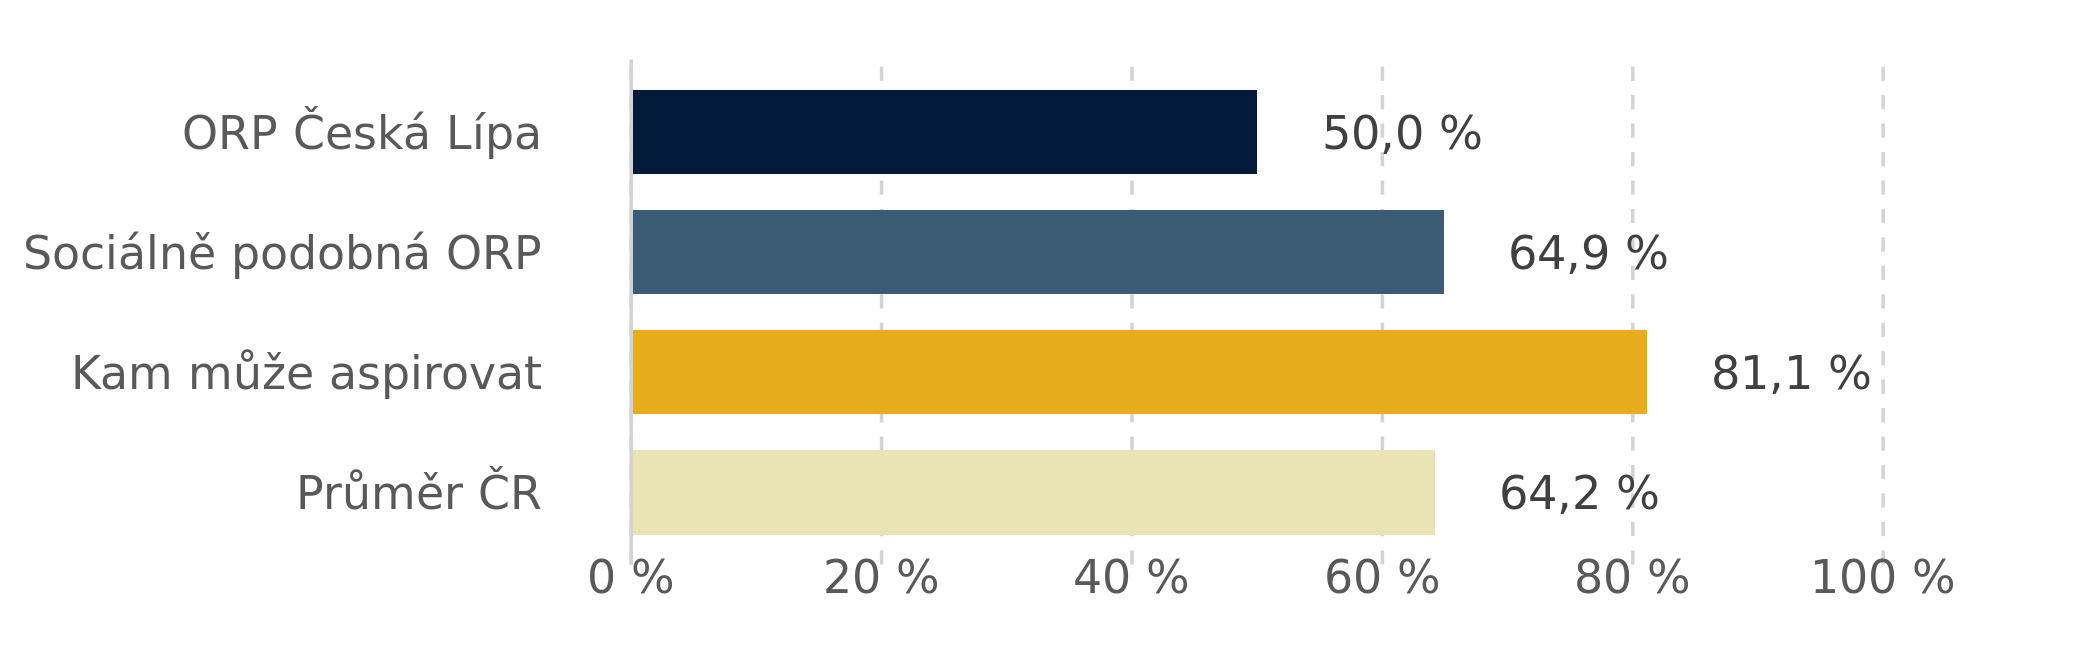 ORP Česká Lípa 50,0 %
Sociálně podobná ORP 64,9 %
Kam může aspirovat 81,1 %
Průměr ČR 64,2 %
0 % 20 % 40 % 60 % 80 % 100 %